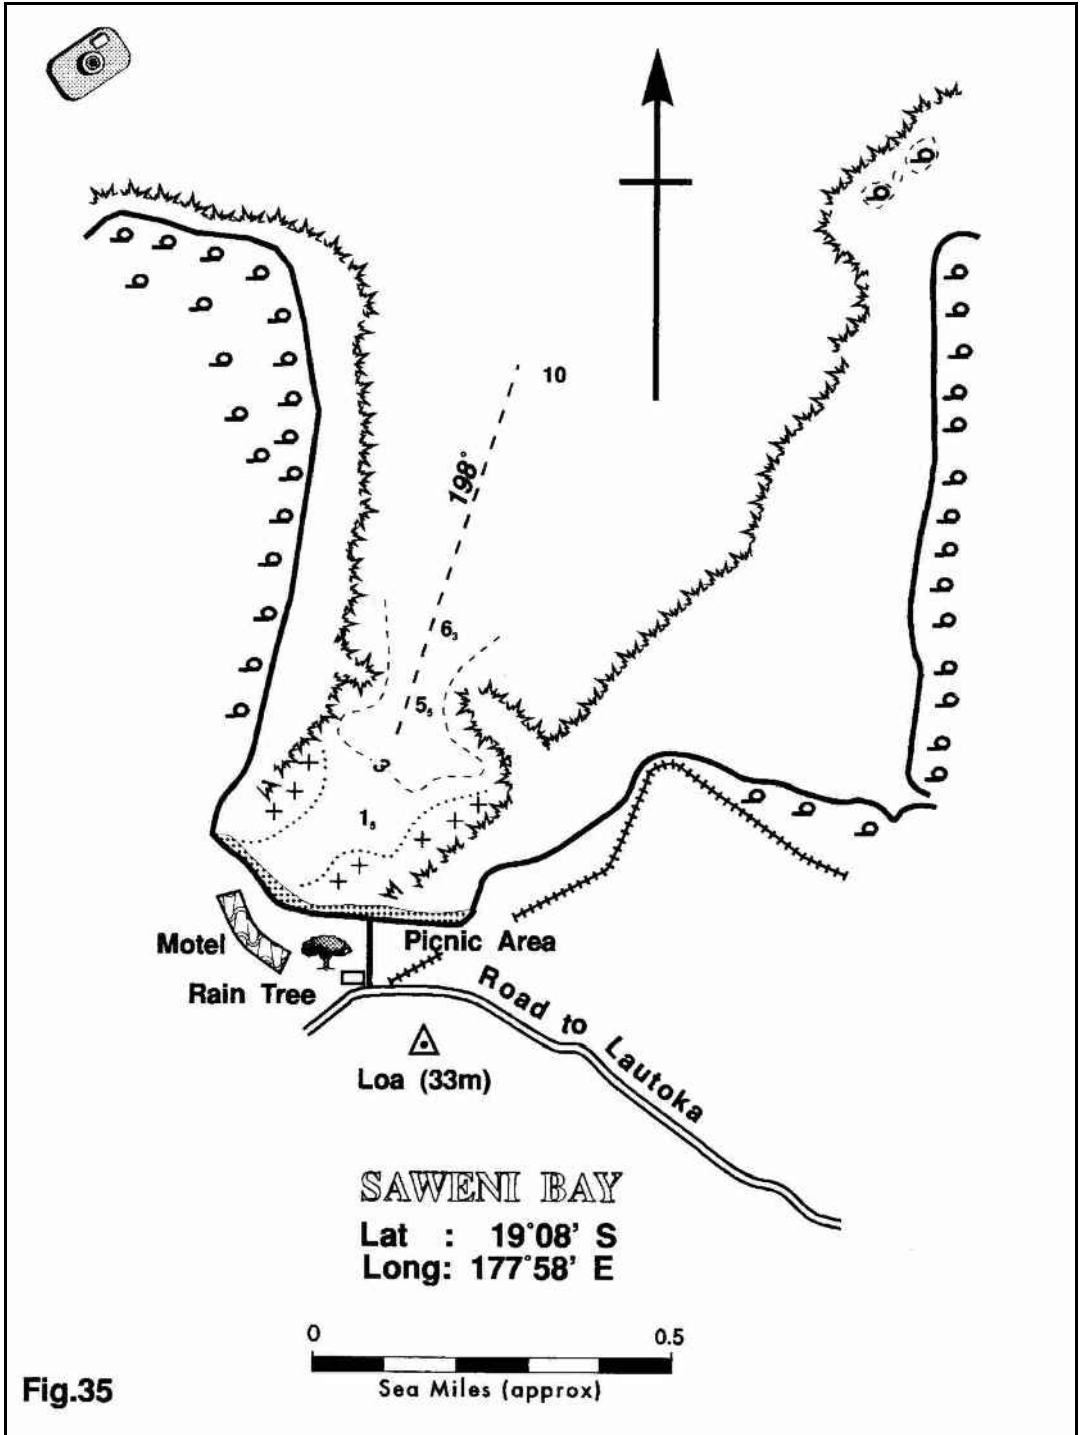 10
198°
6₃
5₅
3
1₅
Motel
Picnic Area
Rain Tree
Road to Lautoka
Loa (33m)
SAWENI BAY
Lat : 19°08' S
Long: 177°58' E
0 0.5
Sea Miles (approx)
Fig.35